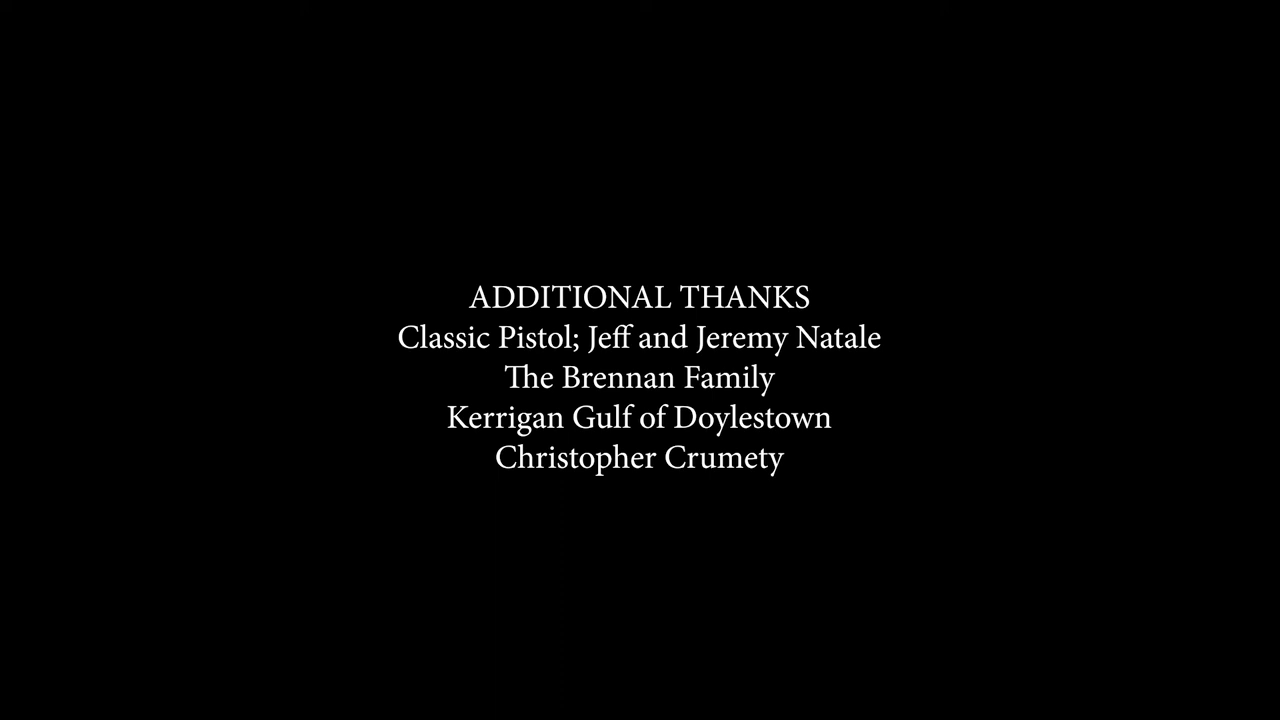 ADDITIONAL THANKS
Classic Pistol; Jeff and Jeremy Natale
The Brennan Family
Kerrigan Gulf of Doylestown
Christopher Crumety